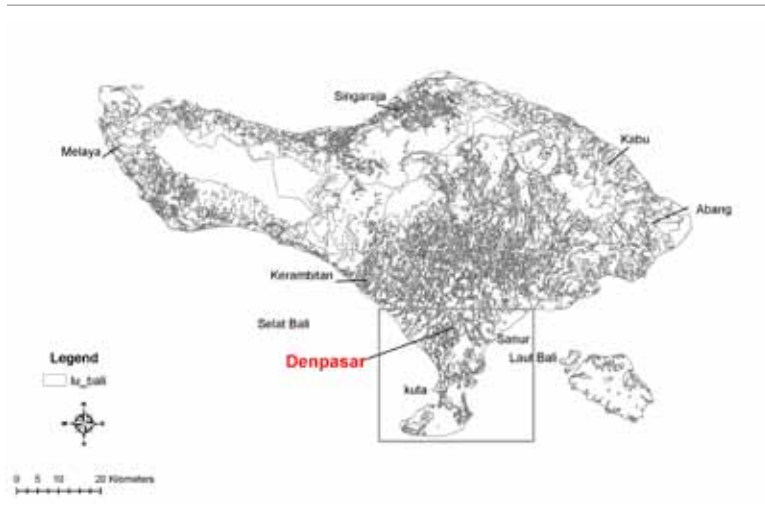 Singaraja
Kubu
Melaya
Abang
Kerambitan
Selat Bali
Sanur
Denpasar
Laut Bali
Legend
lu_bali
kuta
0 5 10 20 Kilometers